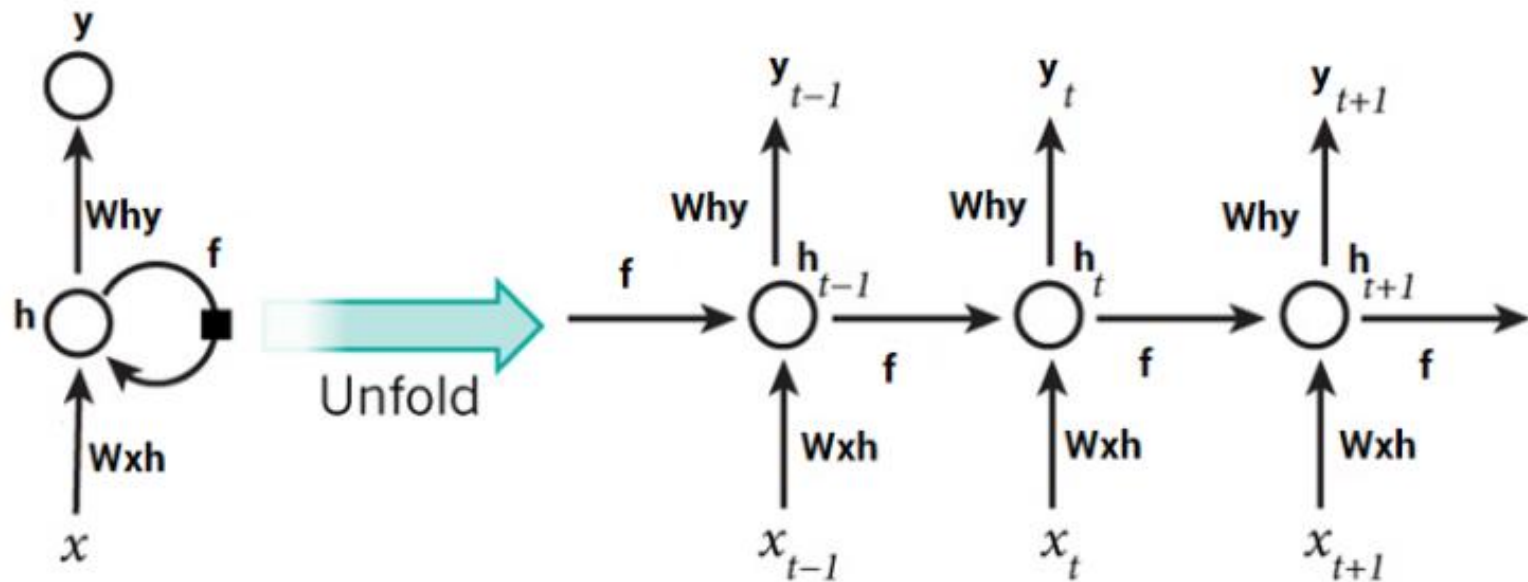 y
Why
f
h
Wxh
x
Unfold
y t−1 y t y t+1
Why Why Why
f h t−1 h t h t+1
f f f
Wxh Wxh Wxh
x t−1 x t x t+1